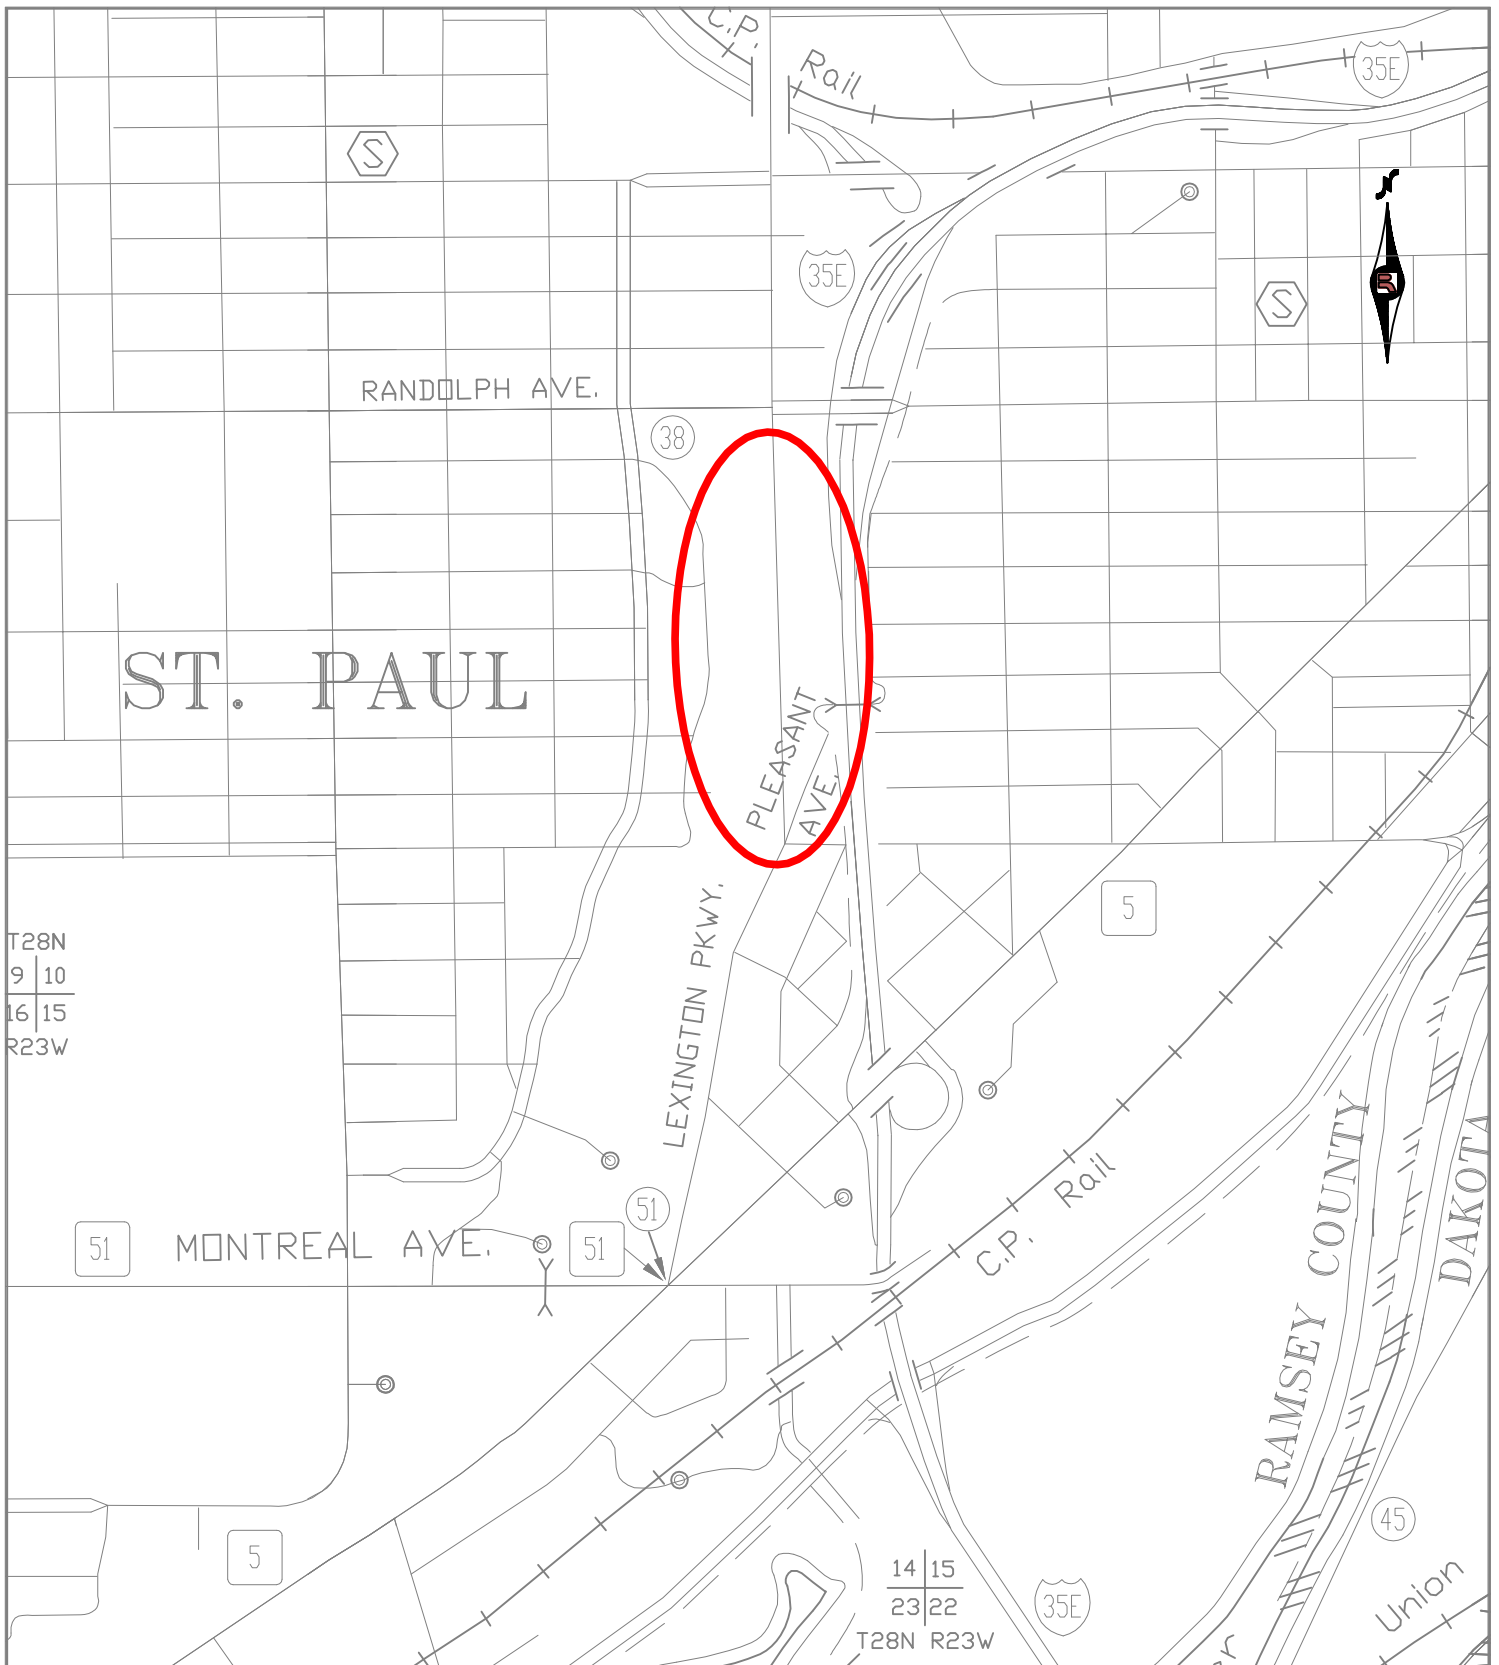 C.P.
Rail
35E
S
N
35E
S
R
RANDOLPH AVE.
38
ST. PAUL
PLEASANT
AVE.
5
LEXINGTON PKWY.
T28N
9 10
16 15
R23W
51
MONTREAL AVE.
51
51
C.P. Rail
RAMSEY COUNTY
DAKOTA
5
45
14 15
23 22
T28N R23W
35E
Union